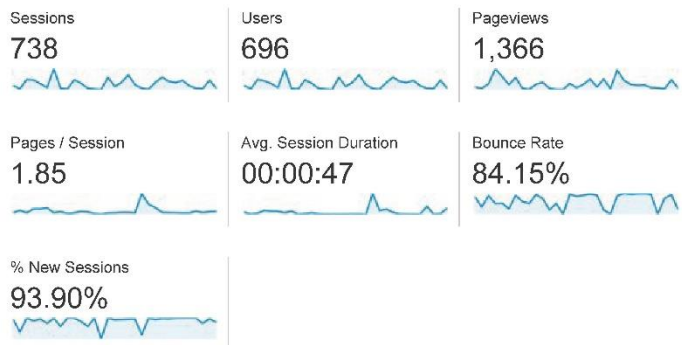 Sessions
738
Users
696
Pageviews
1,366
Pages / Session
1.85
Avg. Session Duration
00:00:47
Bounce Rate
84.15%
% New Sessions
93.90%